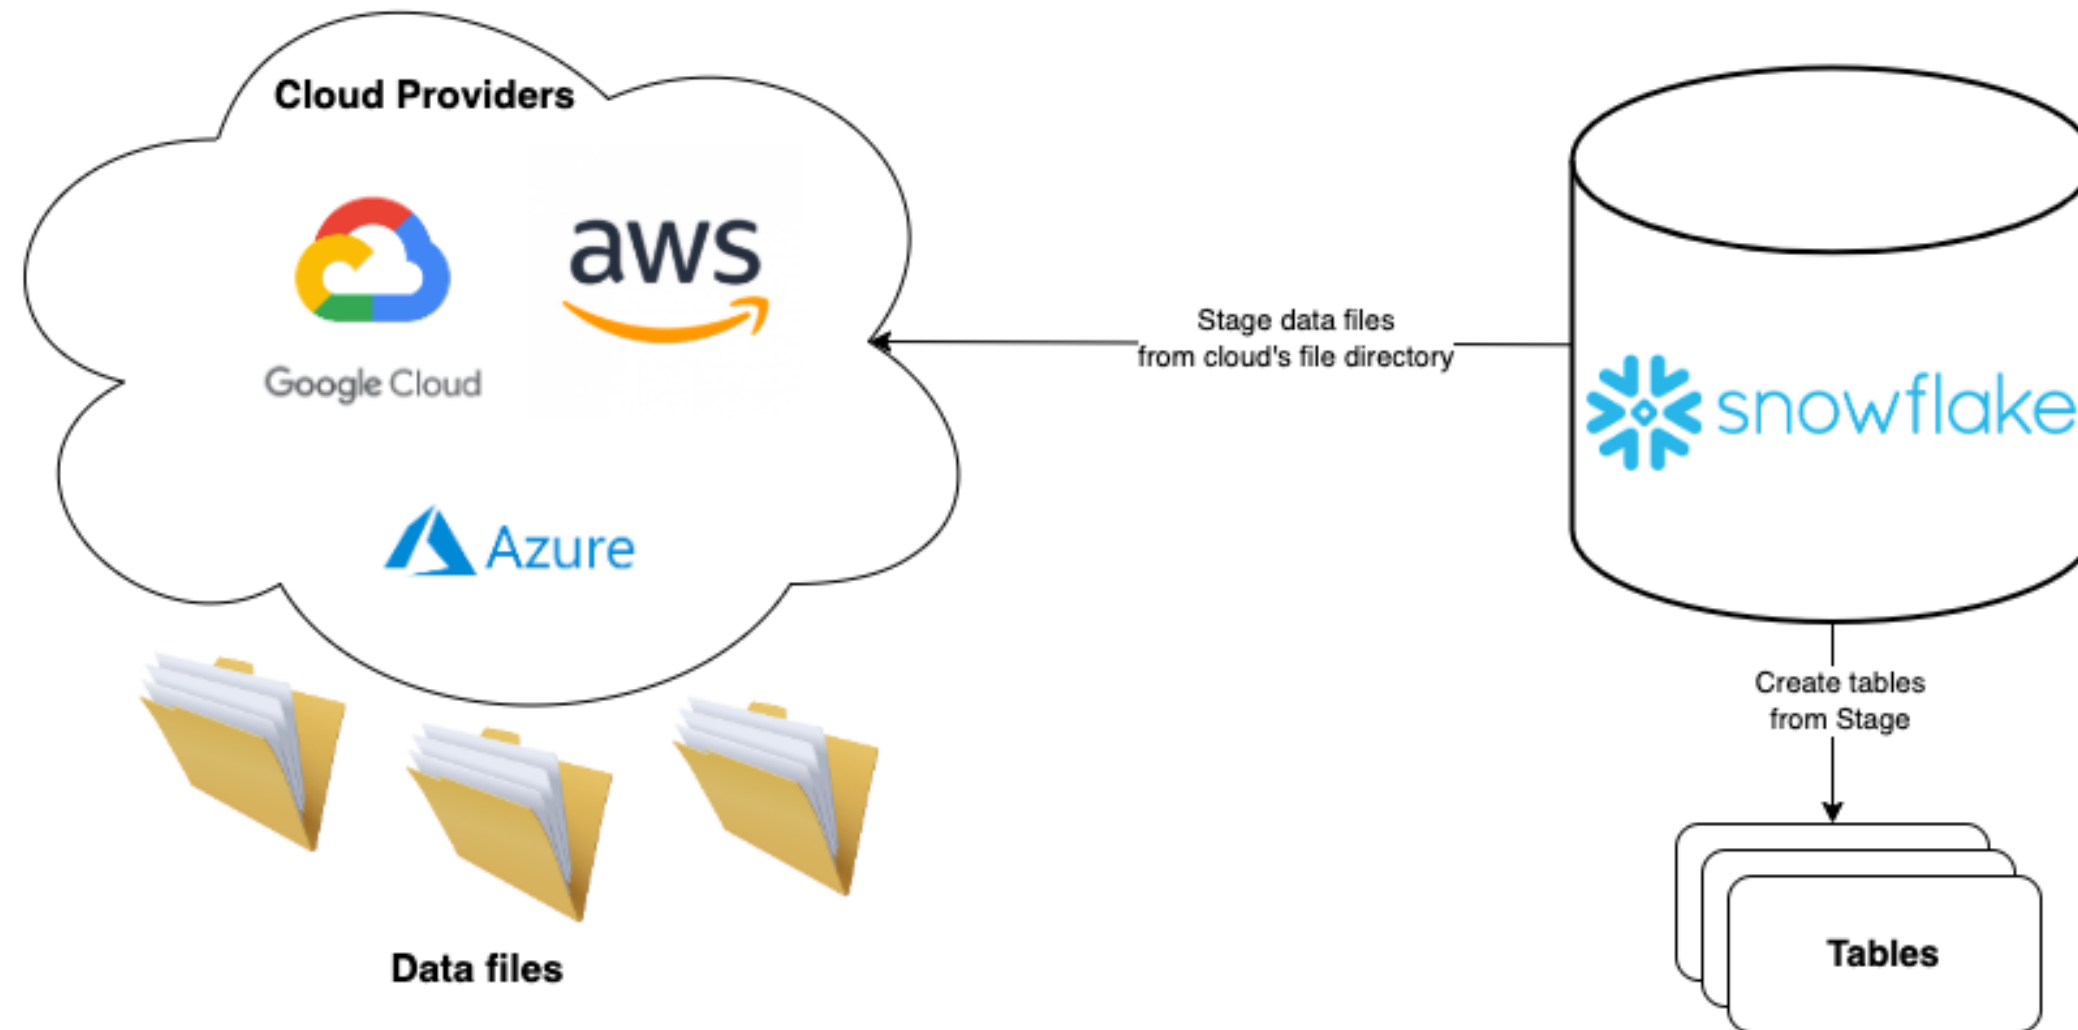 Cloud Providers
Google Cloud
aws
Azure
Data files
Stage data files
from cloud's file directory
snowflake
Create tables
from Stage
Tables